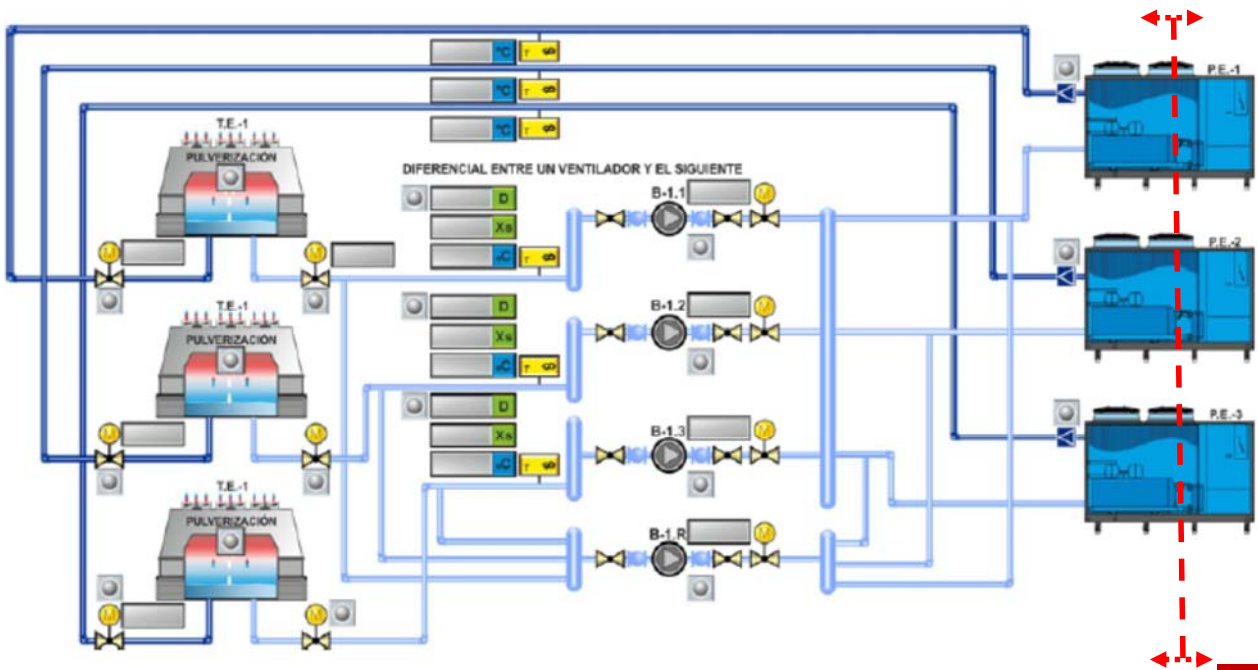 P.E.-1
°C
T
°C
T
°C
T
T.E.-1
PULVERIZACIÓN
DIFERENCIAL ENTRE UN VENTILADOR Y EL SIGUIENTE
B-1.1
M
D
Xs
°C
T
M
M
P.E.-2
T.E.-1
PULVERIZACIÓN
B-1.2
M
D
Xs
°C
T
M
M
P.E.-3
D
B-1.3
M
Xs
°C
T
T.E.-1
PULVERIZACIÓN
B-1.R
M
M
M